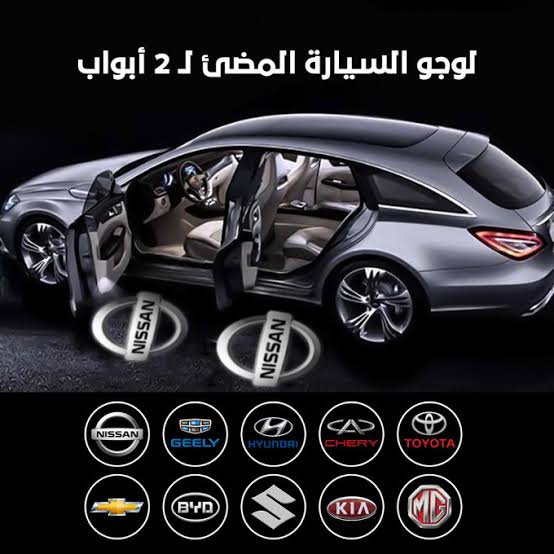 لوجو السيارة المضئ لـ 2 أبواب
NISSAN
NISSAN
NISSAN
GEELY
HYUNDAI
CHERY
TOYOTA
BYD
KIA
MG